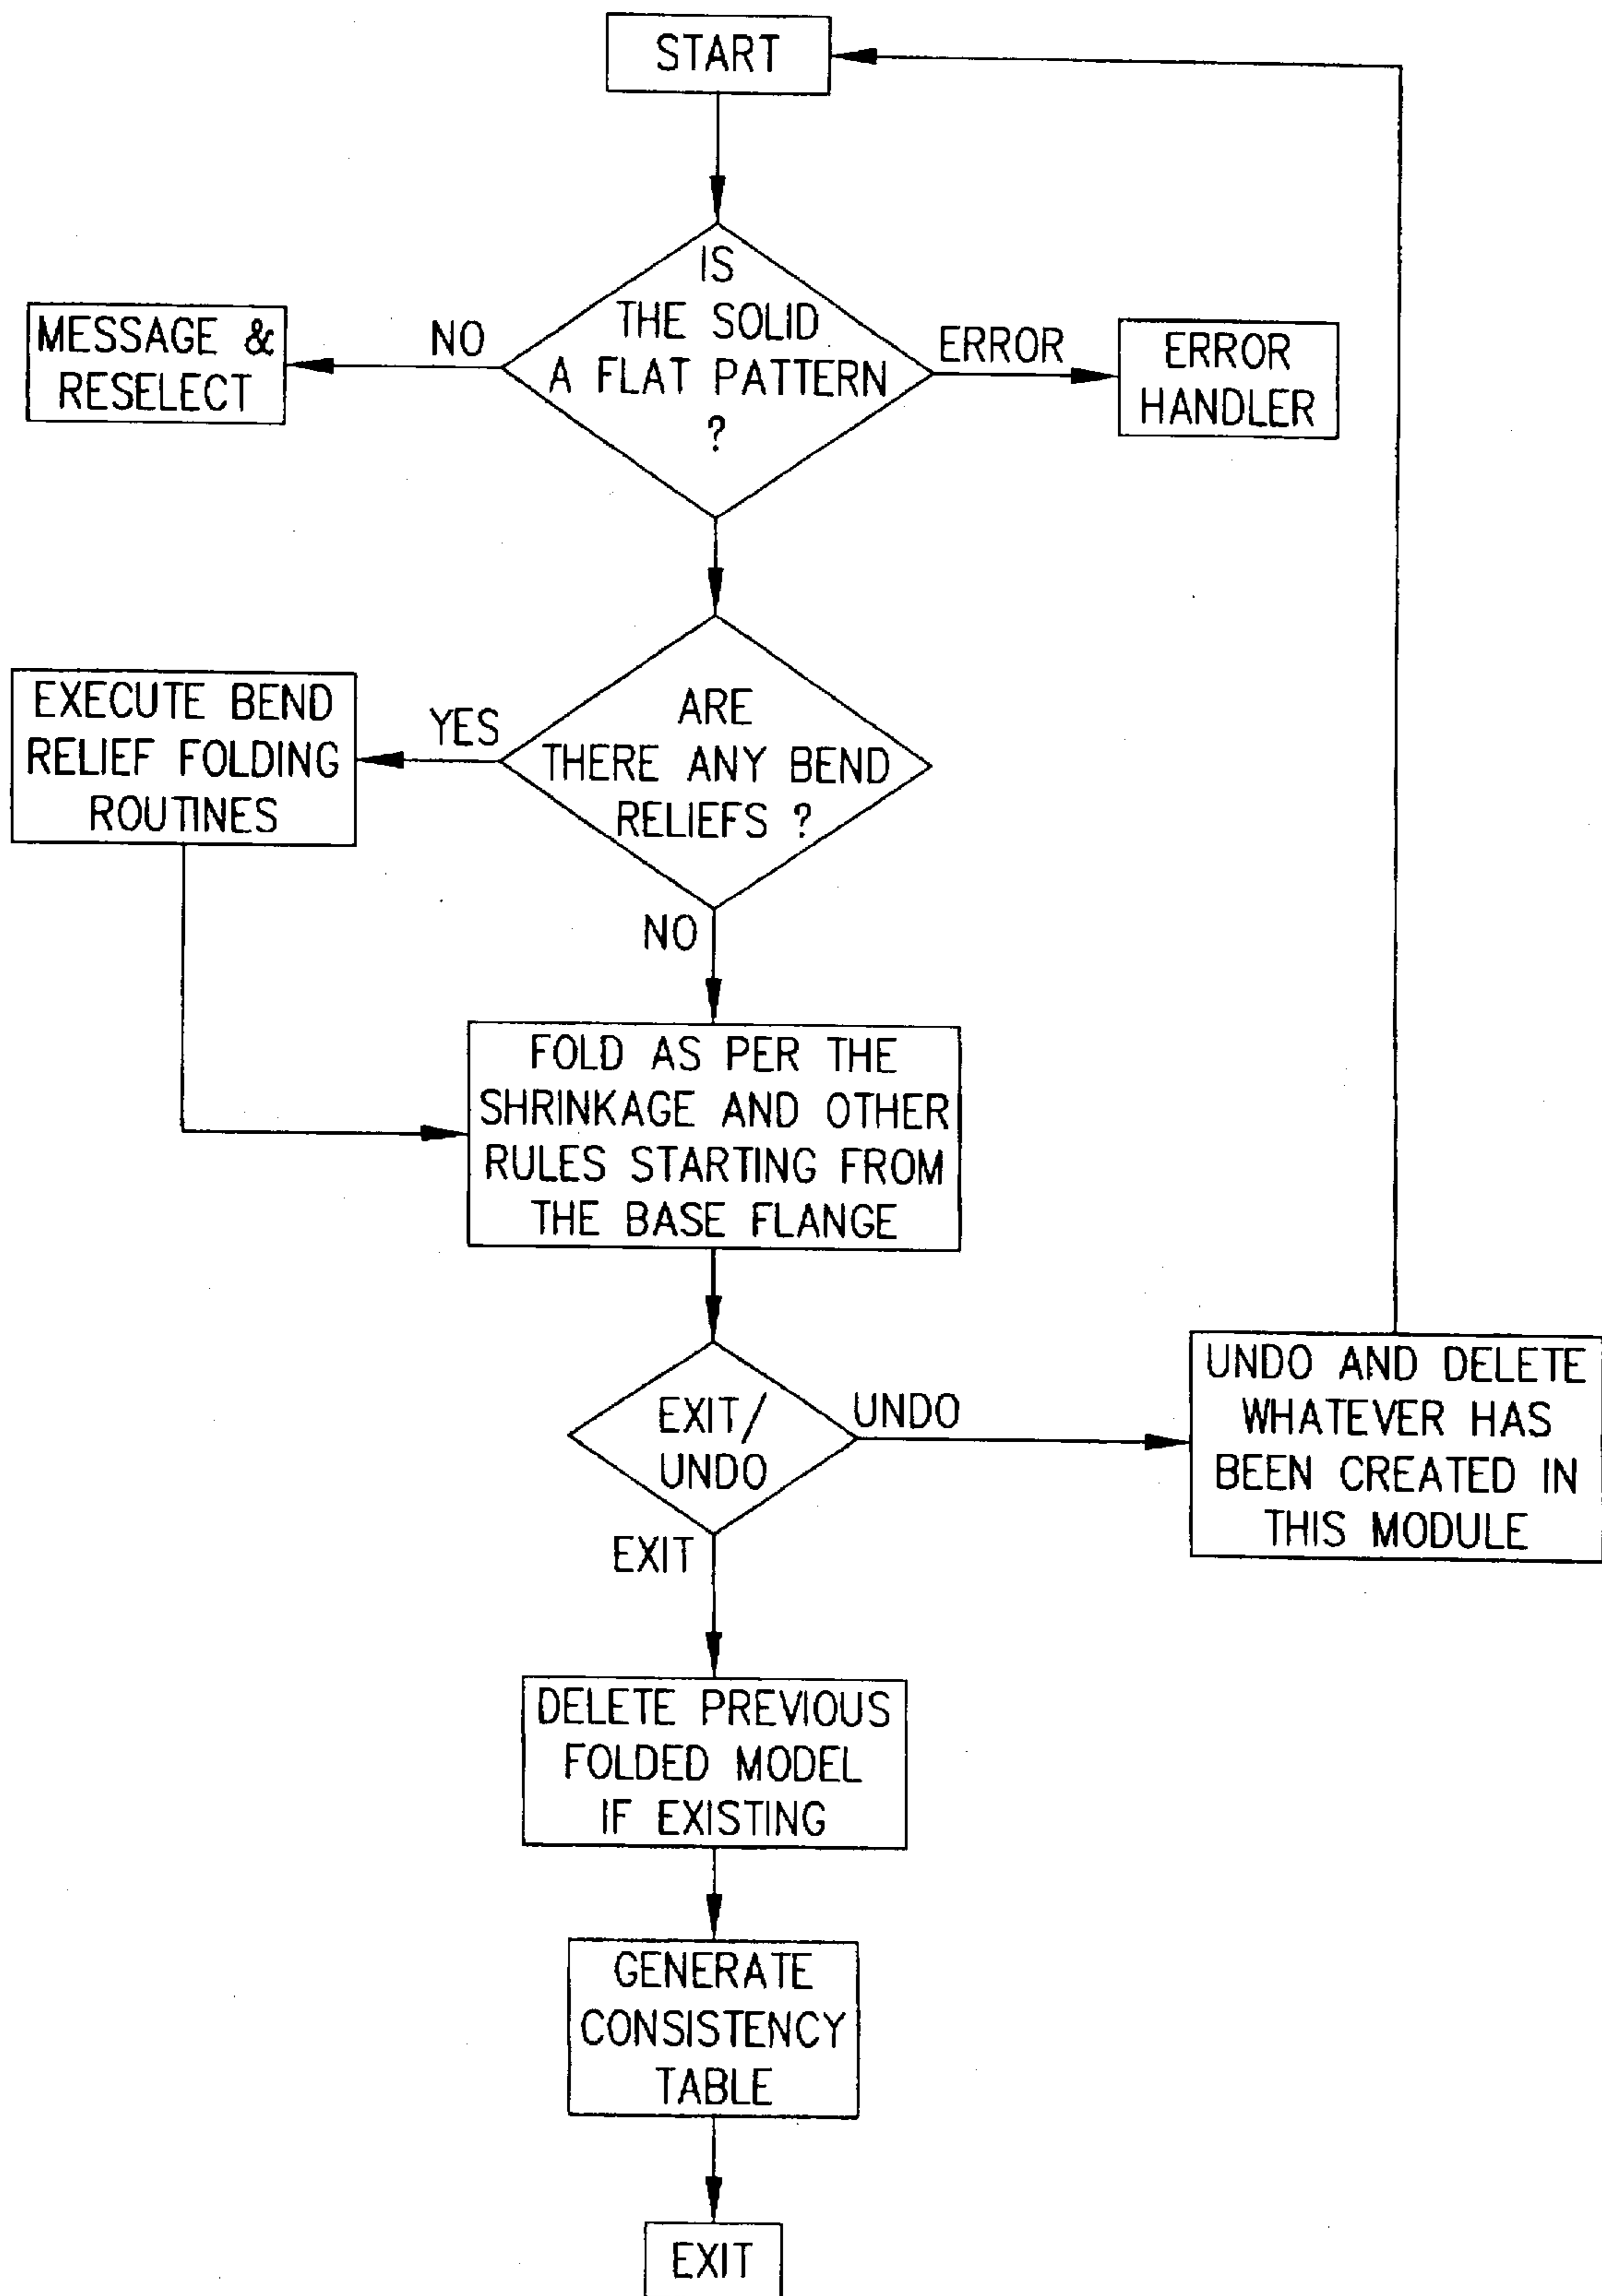 START
IS
THE SOLID
A FLAT PATTERN
?
NO
MESSAGE &
RESELECT
ERROR
ERROR
HANDLER
ARE
THERE ANY BEND
RELIEFS ?
YES
EXECUTE BEND
RELIEF FOLDING
ROUTINES
NO
FOLD AS PER THE
SHRINKAGE AND OTHER
RULES STARTING FROM
THE BASE FLANGE
EXIT/
UNDO
UNDO
UNDO AND DELETE
WHATEVER HAS
BEEN CREATED IN
THIS MODULE
EXIT
DELETE PREVIOUS
FOLDED MODEL
IF EXISTING
GENERATE
CONSISTENCY
TABLE
EXIT